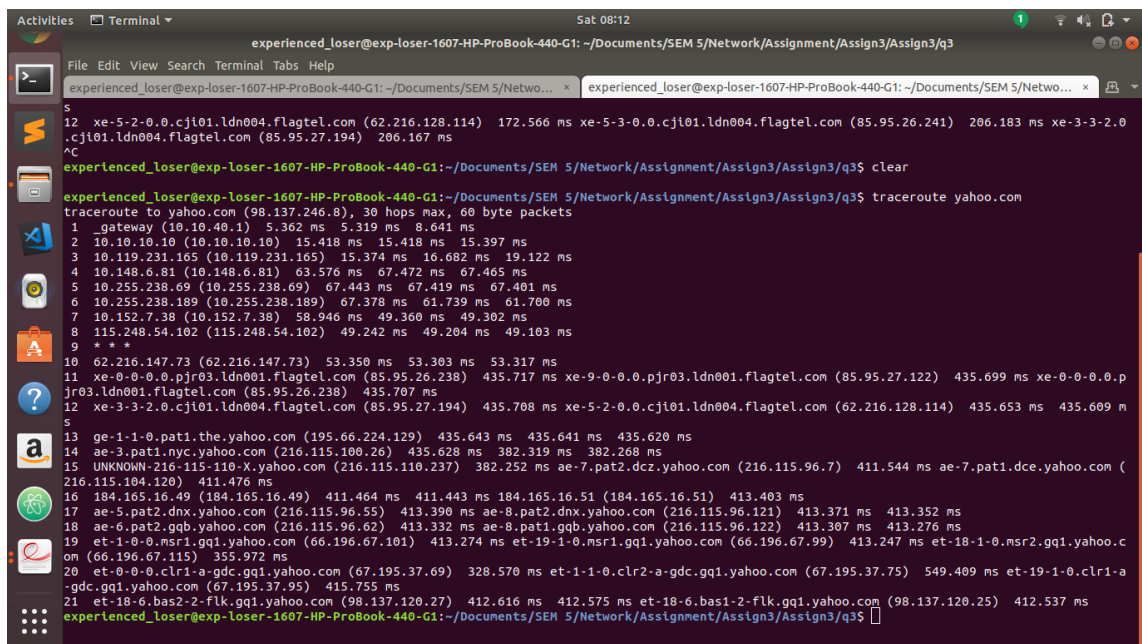 Activities
Terminal
Sat 08:12
1
experienced_loser@exp-loser-1607-HP-ProBook-440-G1: ~/Documents/SEM 5/Network/Assignment/Assign3/Assign3/q3
File Edit View Search Terminal Tabs Help
experienced_loser@exp-loser-1607-HP-ProBook-440-G1: ~/Documents/SEM 5/Netwo... ×
experienced_loser@exp-loser-1607-HP-ProBook-440-G1: ~/Documents/SEM 5/Netwo... ×
s
12  xe-5-2-0.0.cji01.ldn004.flagtel.com (62.216.128.114)  172.566 ms xe-5-3-0.0.cji01.ldn004.flagtel.com (85.95.26.241)  206.183 ms xe-3-3-2.0
.cji01.ldn004.flagtel.com (85.95.27.194)  206.167 ms
^C
experienced_loser@exp-loser-1607-HP-ProBook-440-G1:~/Documents/SEM 5/Network/Assignment/Assign3/Assign3/q3$ clear
experienced_loser@exp-loser-1607-HP-ProBook-440-G1:~/Documents/SEM 5/Network/Assignment/Assign3/Assign3/q3$ traceroute yahoo.com
traceroute to yahoo.com (98.137.246.8), 30 hops max, 60 byte packets
 1  _gateway (10.10.40.1)  5.362 ms  5.319 ms  8.641 ms
 2  10.10.10.10 (10.10.10.10)  15.418 ms  15.418 ms  15.397 ms
 3  10.119.231.165 (10.119.231.165)  15.374 ms  16.682 ms  19.122 ms
 4  10.148.6.81 (10.148.6.81)  63.576 ms  67.472 ms  67.465 ms
 5  10.255.238.69 (10.255.238.69)  67.443 ms  67.419 ms  67.401 ms
 6  10.255.238.189 (10.255.238.189)  67.378 ms  61.739 ms  61.700 ms
 7  10.152.7.38 (10.152.7.38)  58.946 ms  49.360 ms  49.302 ms
 8  115.248.54.102 (115.248.54.102)  49.242 ms  49.204 ms  49.103 ms
 9  * * *
10  62.216.147.73 (62.216.147.73)  53.350 ms  53.303 ms  53.317 ms
11  xe-0-0-0.0.pjr03.ldn001.flagtel.com (85.95.26.238)  435.717 ms xe-9-0-0.0.pjr03.ldn001.flagtel.com (85.95.27.122)  435.699 ms xe-0-0-0.0.p
jr03.ldn001.flagtel.com (85.95.26.238)  435.707 ms
12  xe-3-3-2.0.cji01.ldn004.flagtel.com (85.95.27.194)  435.708 ms xe-5-2-0.0.cji01.ldn004.flagtel.com (62.216.128.114)  435.653 ms  435.609 m
s
13  ge-1-1-0.pat1.the.yahoo.com (195.66.224.129)  435.643 ms  435.641 ms  435.620 ms
14  ae-3.pat1.nyc.yahoo.com (216.115.100.26)  435.628 ms  382.319 ms  382.268 ms
15  UNKNOWN-216-115-110-X.yahoo.com (216.115.110.237)  382.252 ms ae-7.pat2.dcz.yahoo.com (216.115.96.7)  411.544 ms ae-7.pat1.dce.yahoo.com (
216.115.104.120)  411.476 ms
16  184.165.16.49 (184.165.16.49)  411.464 ms  411.443 ms 184.165.16.51 (184.165.16.51)  413.403 ms
17  ae-5.pat2.dnx.yahoo.com (216.115.96.55)  413.390 ms ae-8.pat2.dnx.yahoo.com (216.115.96.121)  413.371 ms  413.352 ms
18  ae-6.pat2.gqb.yahoo.com (216.115.96.62)  413.332 ms ae-8.pat1.gqb.yahoo.com (216.115.96.122)  413.307 ms  413.276 ms
19  et-1-0-0.msr1.gq1.yahoo.com (66.196.67.101)  413.274 ms et-19-1-0.msr1.gq1.yahoo.com (66.196.67.99)  413.247 ms et-18-1-0.msr2.gq1.yahoo.c
om (66.196.67.115)  355.972 ms
20  et-0-0-0.clr1-a-gdc.gq1.yahoo.com (67.195.37.69)  328.570 ms et-1-1-0.clr2-a-gdc.gq1.yahoo.com (67.195.37.75)  549.409 ms et-19-1-0.clr1-a
-gdc.gq1.yahoo.com (67.195.37.95)  415.755 ms
21  et-18-6.bas2-2-flk.gq1.yahoo.com (98.137.120.27)  412.616 ms  412.575 ms et-18-6.bas1-2-flk.gq1.yahoo.com (98.137.120.25)  412.537 ms
experienced_loser@exp-loser-1607-HP-ProBook-440-G1:~/Documents/SEM 5/Network/Assignment/Assign3/Assign3/q3$